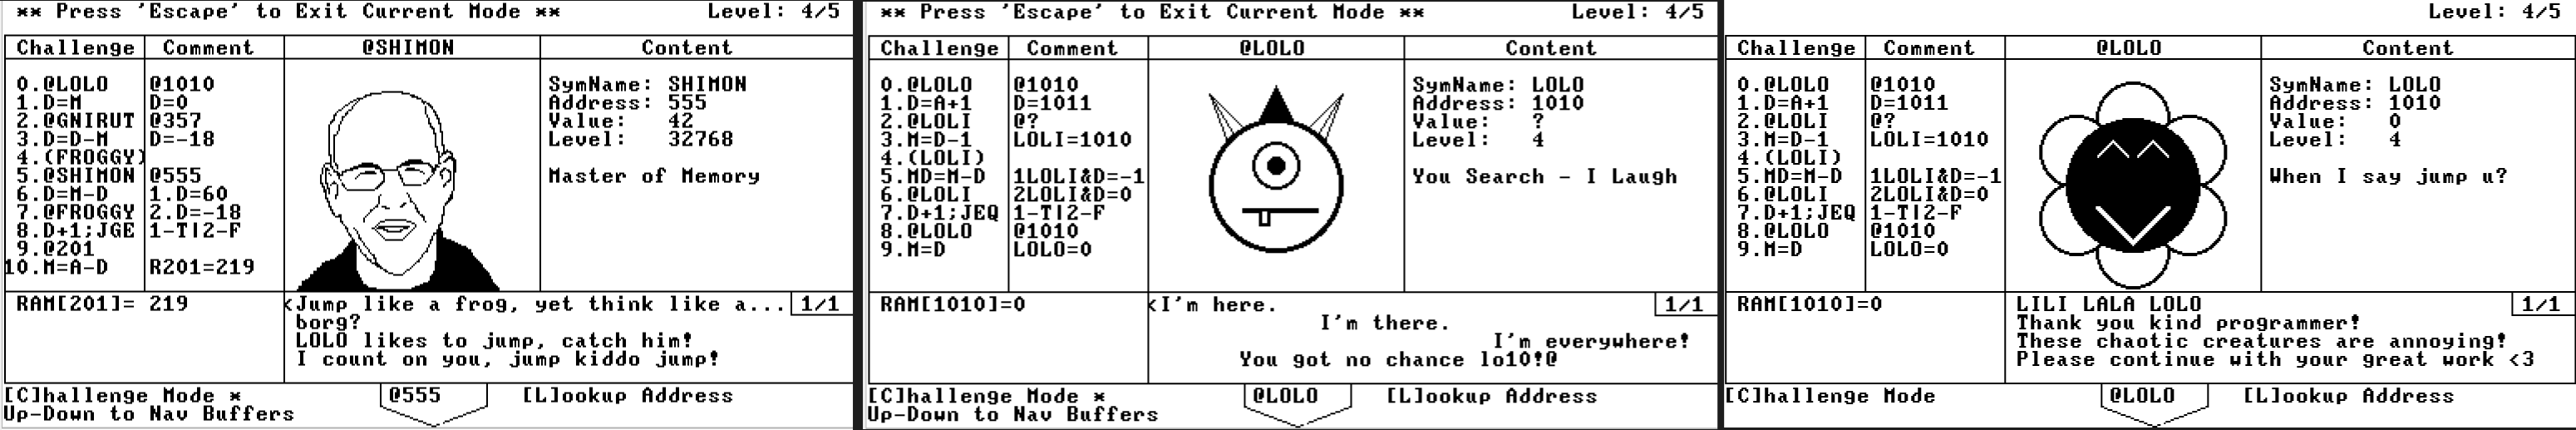 ** Press 'Escape' to Exit Current Mode ** Level: 4/5
Challenge Comment @SHIMON Content
0.@LOLO @1010 SymName: SHIMON
1.D=M D=0 Address: 555
2.@GNIRUT @357 Value: 42
3.D=D-M D=-18 Level: 32768
4.(FROGGY)
5.@SHIMON @555 Master of Memory
6.D=M-D 1.D=60
7.@FROGGY 2.D=-18
8.D+1;JGE 1-T|2-F
9.@201
10.M=A-D R201=219
RAM[201]= 219 <Jump like a frog, yet think like a... 1/1
borg?
LOLO likes to jump, catch him!
I count on you, jump kiddo jump!
[C]hallenge Mode * @555 [L]ookup Address
Up-Down to Nav Buffers
** Press 'Escape' to Exit Current Mode ** Level: 4/5
Challenge Comment @LOLO Content
0.@LOLO @1010 SymName: LOLO
1.D=A+1 D=1011 Address: 1010
2.@LOLI @? Value: ?
3.M=D-1 LOLI=1010 Level: 4
4.(LOLI)
5.MD=M-D 1LOLI&D=-1 You Search - I Laugh
6.@LOLI 2LOLI&D=0
7.D+1;JEQ 1-T|2-F
8.@LOLO @1010
9.M=D LOLO=0
RAM[1010]=0 <I'm here. 1/1
I'm there.
I'm everywhere!
You got no chance lo10!@
[C]hallenge Mode * @LOLO [L]ookup Address
Up-Down to Nav Buffers
Level: 4/5
Challenge Comment @LOLO Content
0.@LOLO @1010 SymName: LOLO
1.D=A+1 D=1011 Address: 1010
2.@LOLI @? Value: 0
3.M=D-1 LOLI=1010 Level: 4
4.(LOLI)
5.MD=M-D 1LOLI&D=-1 When I say jump u?
6.@LOLI 2LOLI&D=0
7.D+1;JEQ 1-T|2-F
8.@LOLO @1010
9.M=D LOLO=0
RAM[1010]=0 LILI LALA LOLO 1/1
Thank you kind programmer!
These chaotic creatures are annoying!
Please continue with your great work <3
[C]hallenge Mode @LOLO [L]ookup Address